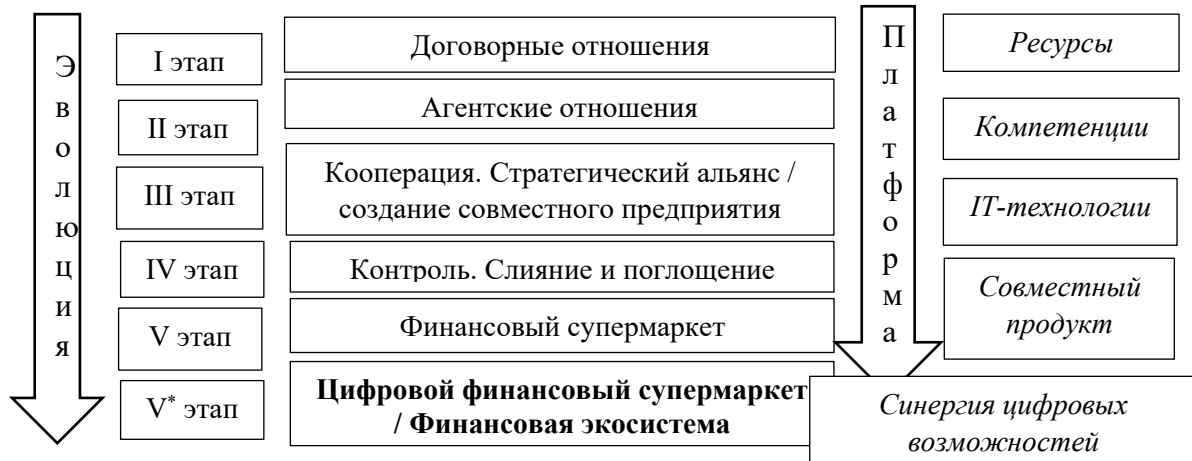 Эволюция
I этап
II этап
III этап
IV этап
V этап
V* этап
Договорные отношения
Агентские отношения
Кооперация. Стратегический альянс /
создание совместного предприятия
Контроль. Слияние и поглощение
Финансовый супермаркет
Цифровой финансовый супермаркет
/ Финансовая экосистема
Платформа
Ресурсы
Компетенции
IT-технологии
Совместный
продукт
Синергия цифровых
возможностей